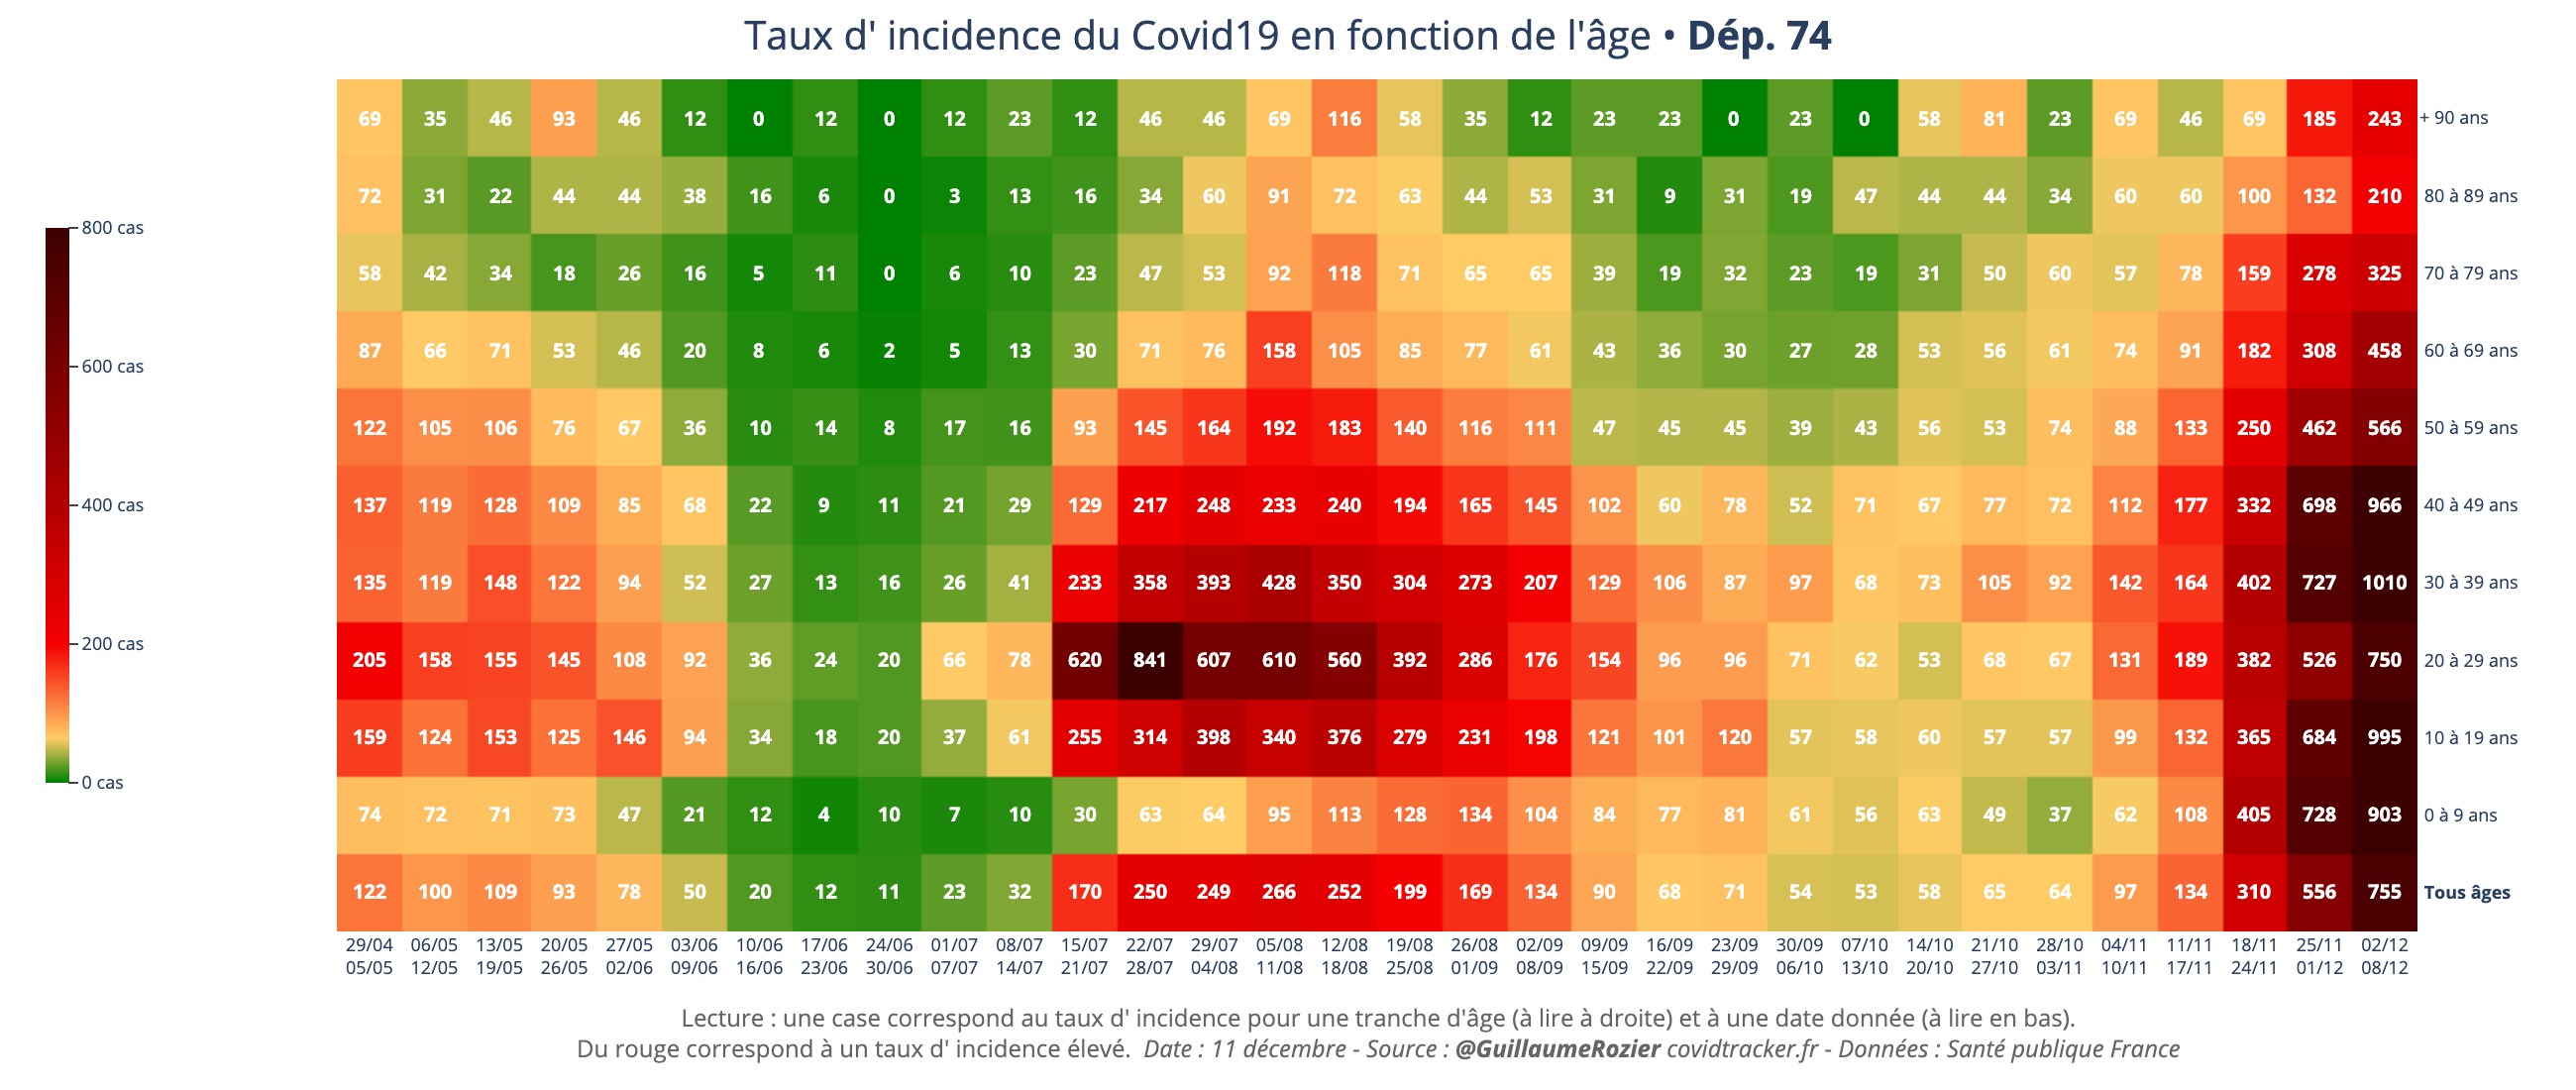 Taux d' incidence du Covid19 en fonction de l'âge • Dép. 74
800 cas
600 cas
400 cas
200 cas
0 cas
69 35 46 93 46 12 0 12 0 12 23 12 46 46 69 116 58 35 12 23 23 0 23 0 58 81 23 69 46 69 185 243 + 90 ans
72 31 22 44 44 38 16 6 0 3 13 16 34 60 91 72 63 44 53 31 9 31 19 47 44 44 34 60 60 100 132 210 80 à 89 ans
58 42 34 18 26 16 5 11 0 6 10 23 47 53 92 118 71 65 65 39 19 32 23 19 31 50 60 57 78 159 278 325 70 à 79 ans
87 66 71 53 46 20 8 6 2 5 13 30 71 76 158 105 85 77 61 43 36 30 27 28 53 56 61 74 91 182 308 458 60 à 69 ans
122 105 106 76 67 36 10 14 8 17 16 93 145 164 192 183 140 116 111 47 45 45 39 43 56 53 74 88 133 250 462 566 50 à 59 ans
137 119 128 109 85 68 22 9 11 21 29 129 217 248 233 240 194 165 145 102 60 78 52 71 67 77 72 112 177 332 698 966 40 à 49 ans
135 119 148 122 94 52 27 13 16 26 41 233 358 393 428 350 304 273 207 129 106 87 97 68 73 105 92 142 164 402 727 1010 30 à 39 ans
205 158 155 145 108 92 36 24 20 66 78 620 841 607 610 560 392 286 176 154 96 96 71 62 53 68 67 131 189 382 526 750 20 à 29 ans
159 124 153 125 146 94 34 18 20 37 61 255 314 398 340 376 279 231 198 121 101 120 57 58 60 57 57 99 132 365 684 995 10 à 19 ans
74 72 71 73 47 21 12 4 10 7 10 30 63 64 95 113 128 134 104 84 77 81 61 56 63 49 37 62 108 405 728 903 0 à 9 ans
122 100 109 93 78 50 20 12 11 23 32 170 250 249 266 252 199 169 134 90 68 71 54 53 58 65 64 97 134 310 556 755 Tous âges
29/04 06/05 13/05 20/05 27/05 03/06 10/06 17/06 24/06 01/07 08/07 15/07 22/07 29/07 05/08 12/08 19/08 26/08 02/09 09/09 16/09 23/09 30/09 07/10 14/10 21/10 28/10 04/11 11/11 18/11 25/11 02/12
05/05 12/05 19/05 26/05 02/06 09/06 16/06 23/06 30/06 07/07 14/07 21/07 28/07 04/08 11/08 18/08 25/08 01/09 08/09 15/09 22/09 29/09 06/10 13/10 20/10 27/10 03/11 10/11 17/11 24/11 01/12 08/12
Lecture : une case correspond au taux d' incidence pour une tranche d'âge (à lire à droite) et à une date donnée (à lire en bas).
Du rouge correspond à un taux d' incidence élevé. Date : 11 décembre - Source : @GuillaumeRozier covidtracker.fr - Données : Santé publique France